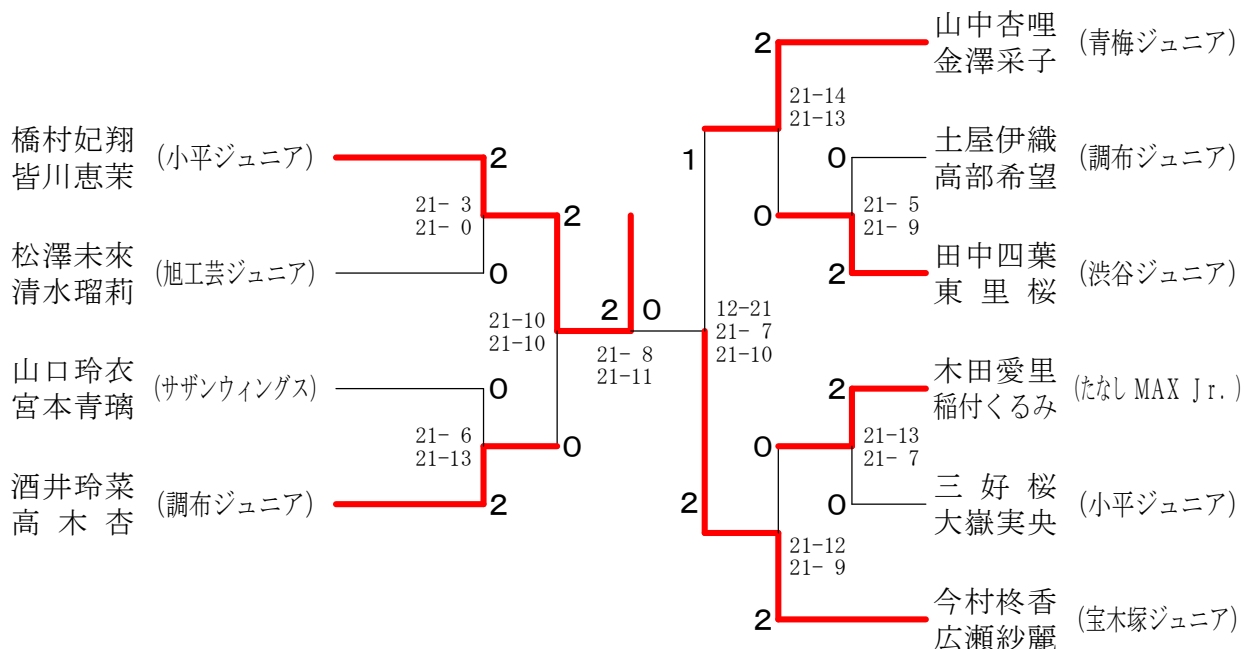 橋村妃翔
皆川恵茉
(小平ジュニア)
2
21- 3
21- 0
2
松澤未來
清水瑠莉
(旭工芸ジュニア)
0
21-10
21-10
山口玲衣
宮本青璃
(サザンウィングス)
0
21- 6
21-13
0
酒井玲菜
高木杏
(調布ジュニア)
2
2 0
21- 8
21-11
山中杏哩
金澤采子
(青梅ジュニア)
2
21-14
21-13
1
土屋伊織
高部希望
(調布ジュニア)
0
21- 5
21- 9
0
田中四葉
東里桜
(渋谷ジュニア)
2
12-21
21- 7
21-10
木田愛里
稲付くるみ
(たなし MAX Jr.)
2
21-13
21- 7
0
三好桜
大嶽実央
(小平ジュニア)
0
2
21-12
21- 9
今村柊香
広瀬紗麗
(宝木塚ジュニア)
2